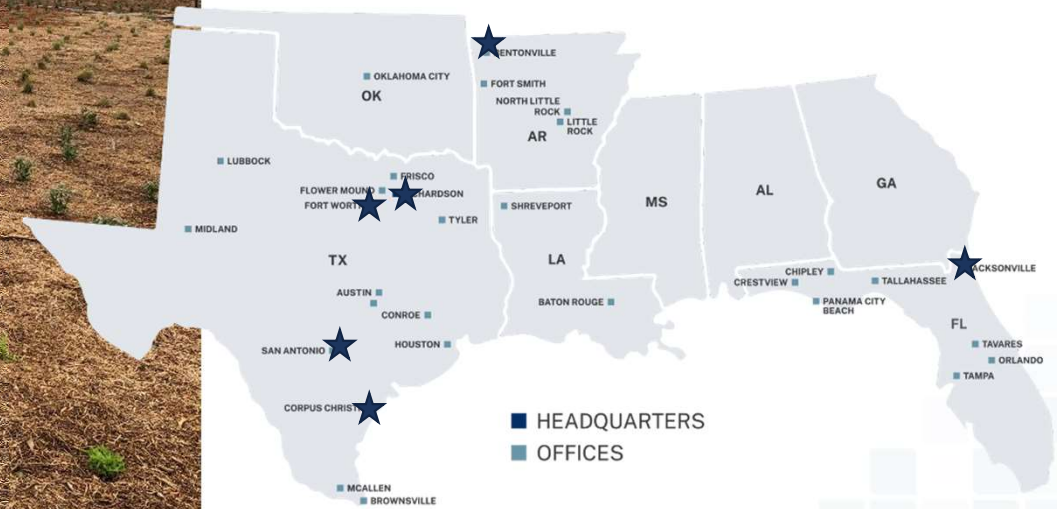 BENTONVILLE
OKLAHOMA CITY
OK
FORT SMITH
NORTH LITTLE
ROCK
LITTLE
ROCK
AR
LUBBOCK
FRISCO
FLOWER MOUND
RICHARDSON
FORT WORTH
TYLER
SHREVEPORT
MIDLAND
MS
AL
GA
TX
LA
AUSTIN
CONROE
BATON ROUGE
HOUSTON
SAN ANTONIO
CORPUS CHRISTI
MCALLEN
BROWNSVILLE
CHIPLEY
CRESTVIEW
PANAMA CITY
BEACH
TALLAHASSEE
JACKSONVILLE
FL
TAVARES
ORLANDO
TAMPA
HEADQUARTERS
OFFICES